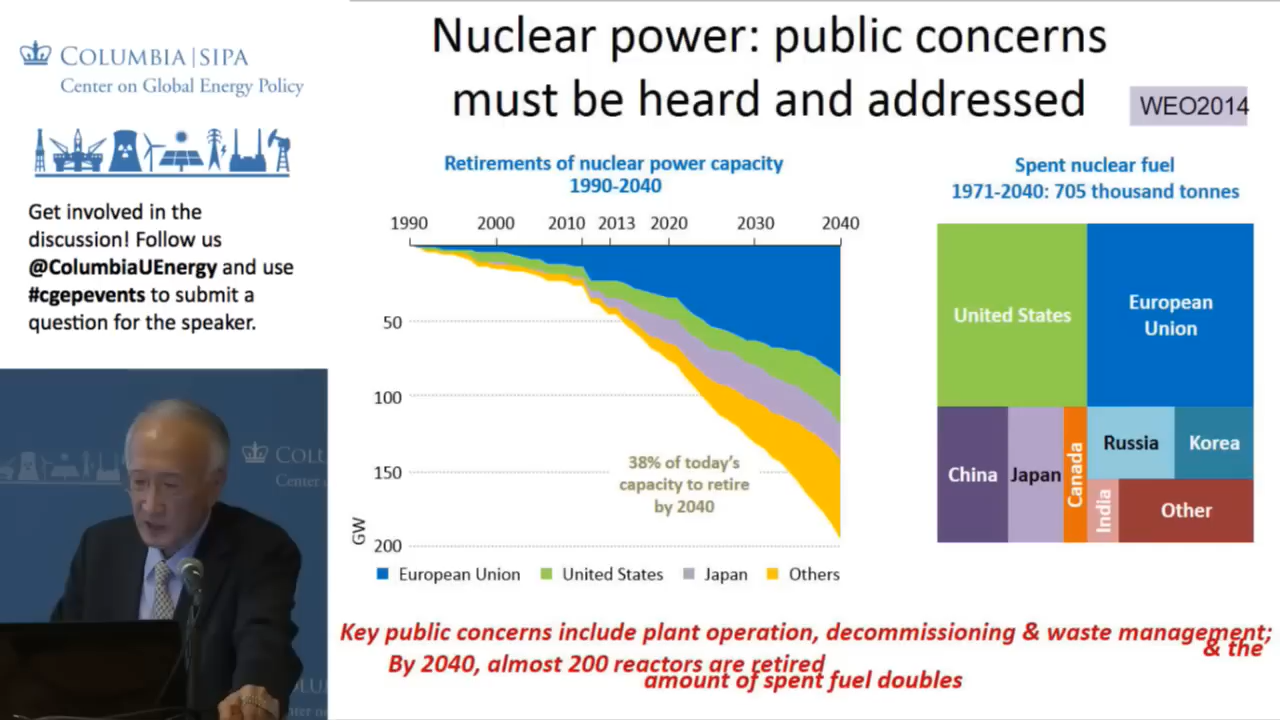 COLUMBIA | SIPA
Center on Global Energy Policy
Get involved in the
discussion! Follow us
@ColumbiaUEnergy and use
#cgepevents to submit a
question for the speaker.
Nuclear power: public concerns
must be heard and addressed
WEO2014
Retirements of nuclear power capacity
1990-2040
1990 2000 2010 2013 2020 2030 2040
50
100
150
200
GW
38% of today's
capacity to retire
by 2040
European Union United States Japan Others
Spent nuclear fuel
1971-2040: 705 thousand tonnes
United States
European
Union
China
Japan
Canada
Russia
Korea
India
Other
Key public concerns include plant operation, decommissioning & waste management;
& the
By 2040, almost 200 reactors are retired
amount of spent fuel doubles